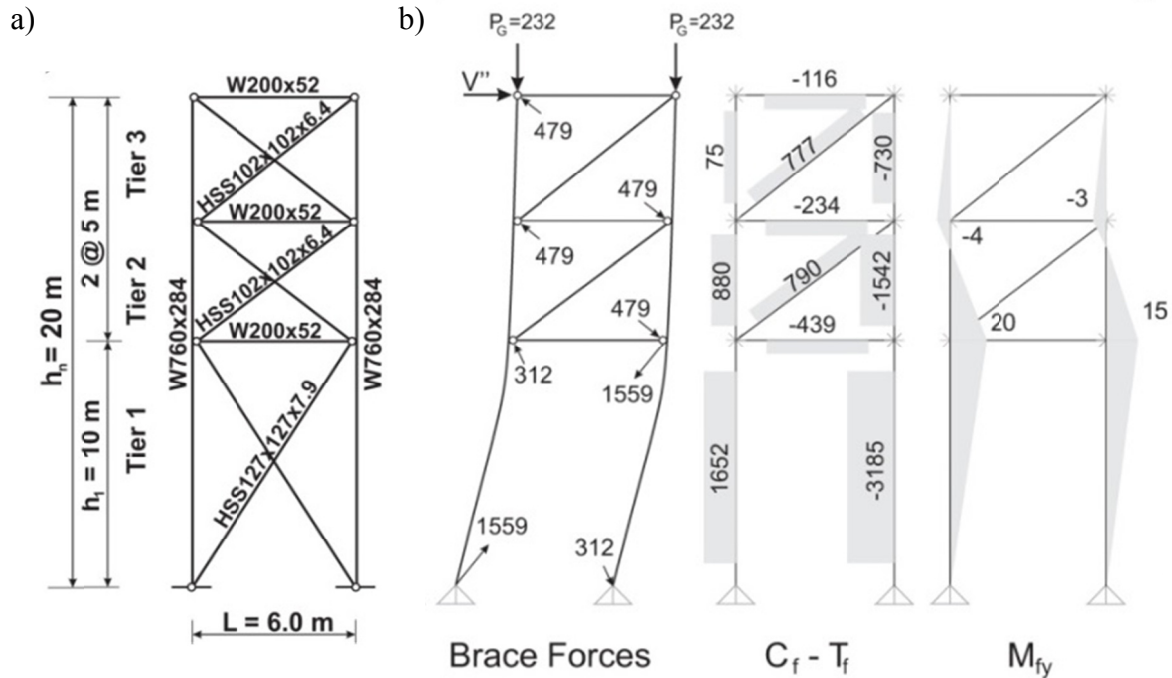 a)
W200x52
HSS102x102x6.4
W200x52
HSS102x102x6.4
W200x52
HSS127x127x7.9
W760x284
W760x284
Tier 3
Tier 2
Tier 1
2 @ 5 m
h₁ = 10 m
hₙ = 20 m
L = 6.0 m
b)
P_G=232
P_G=232
V''
479
479
479
479
312
1559
1559
312
Brace Forces
-116
75
777
-730
-234
880
790
-1542
-439
1652
-3185
C_f - T_f
-3
-4
20
15
M_fy